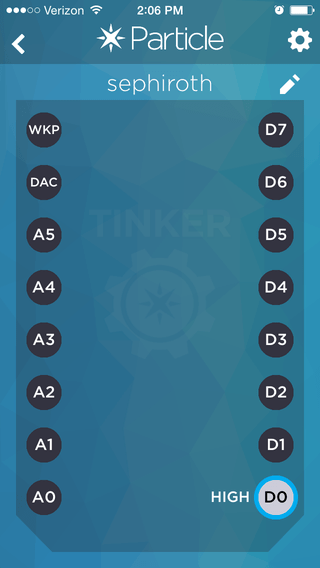 Verizon 2:06 PM
Particle
sephiroth
WKP D7
DAC D6
TINKER
A5 D5
A4 D4
A3 D3
A2 D2
A1 D1
A0 HIGH D0